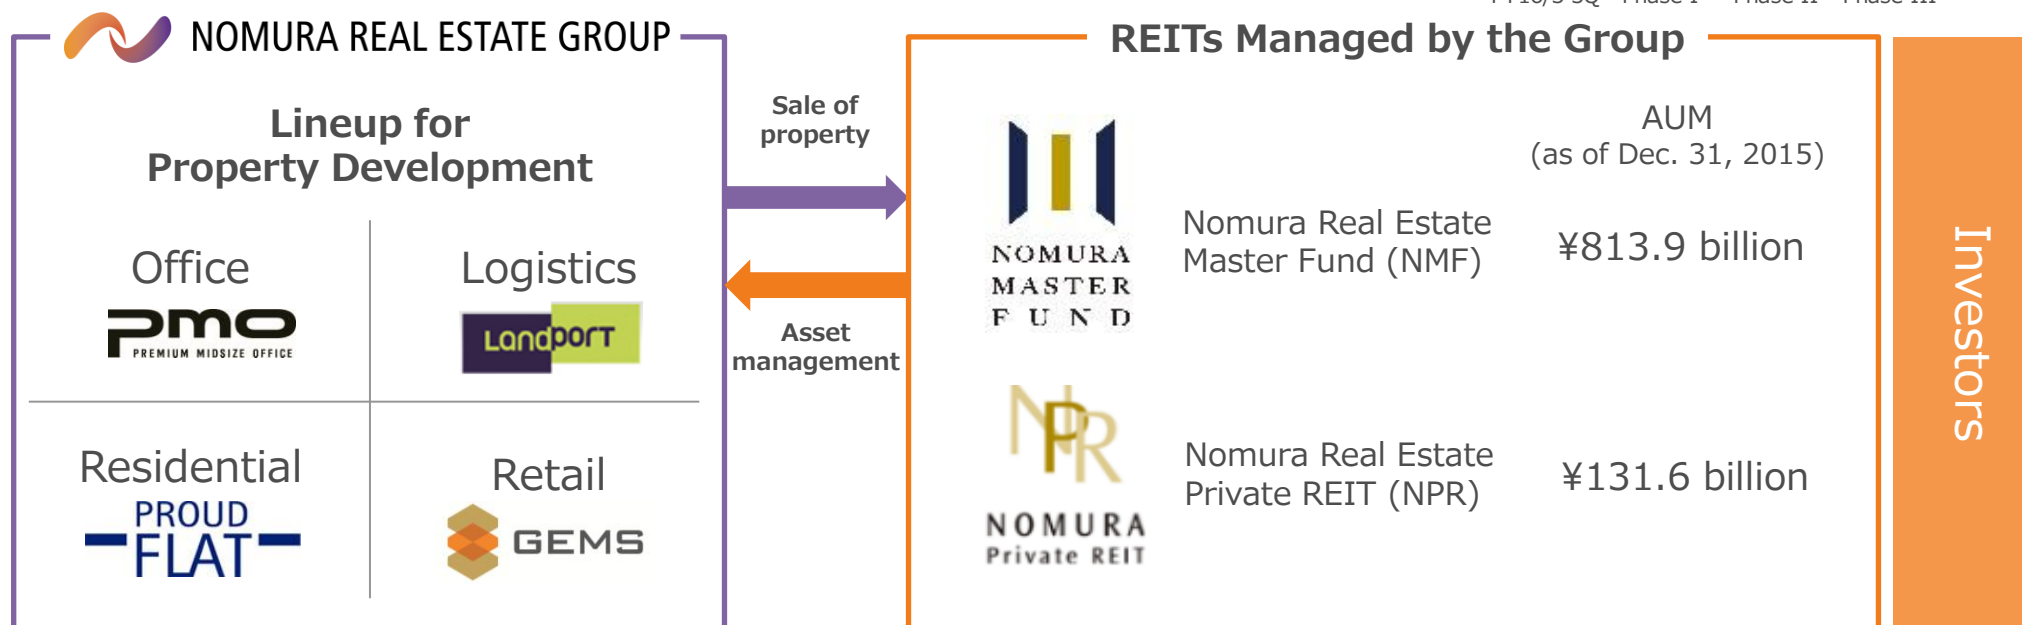 NOMURA REAL ESTATE GROUP
Lineup for
Property Development
Office
PMO
PREMIUM MIDSIZE OFFICE
Logistics
Landport
Residential
PROUD
FLAT
Retail
GEMS
Sale of
property
Asset
management
REITs Managed by the Group
AUM
(as of Dec. 31, 2015)
NOMURA
MASTER
FUND
Nomura Real Estate
Master Fund (NMF)
¥813.9 billion
NPR
NOMURA
Private REIT
Nomura Real Estate
Private REIT (NPR)
¥131.6 billion
Investors